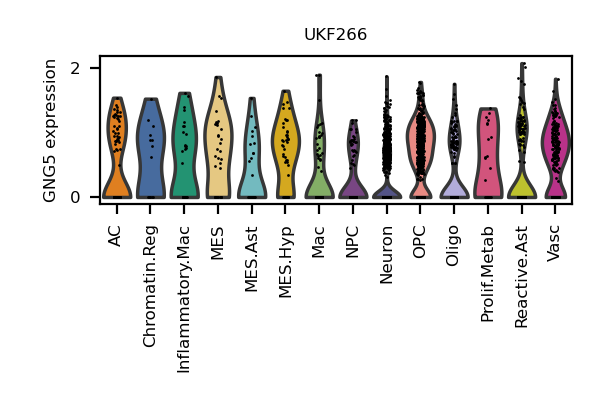 UKF266
GNG5 expression
2
0
AC
Chromatin.Reg
Inflammatory.Mac
MES
MES.Ast
MES.Hyp
Mac
NPC
Neuron
OPC
Oligo
Prolif.Metab
Reactive.Ast
Vasc